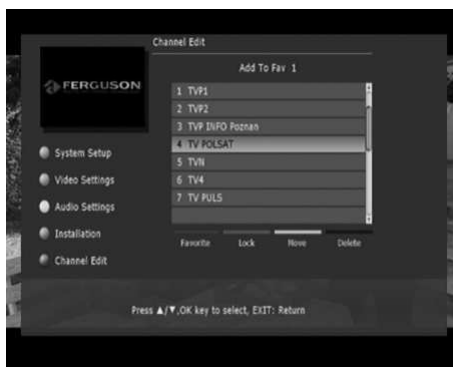 Channel Edit
Add To Fav 1
FERGUSON
1 TVP1
2 TVP2
3 TVP INFO Poznan
4 TV POLSAT
5 TVN
6 TV4
7 TV PULS
System Setup
Video Settings
Audio Settings
Installation
Channel Edit
Favorite Lock Move Delete
Press ▲/▼,OK key to select, EXIT: Return